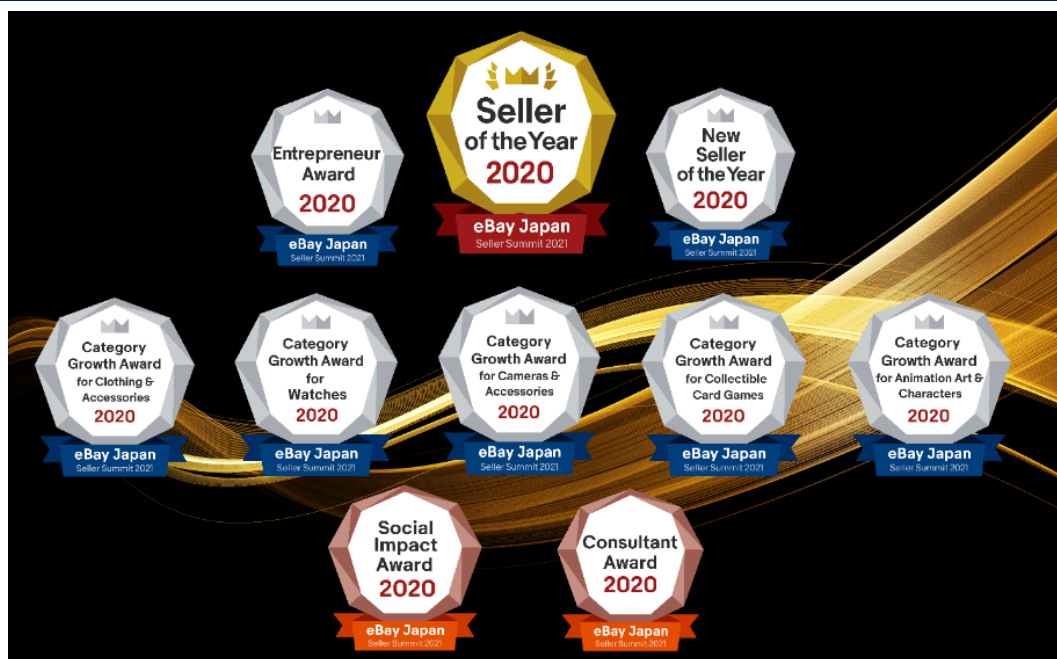 Entrepreneur
Award
2020
eBay Japan
Seller Summit 2021
Seller
of the Year
2020
eBay Japan
Seller Summit 2021
New
Seller
of the Year
2020
eBay Japan
Seller Summit 2021
Category
Growth Award
for Clothing &
Accessories
2020
eBay Japan
Seller Summit 2021
Category
Growth Award
for
Watches
2020
eBay Japan
Seller Summit 2021
Category
Growth Award
for Cameras &
Accessories
2020
eBay Japan
Seller Summit 2021
Category
Growth Award
for Collectible
Card Games
2020
eBay Japan
Seller Summit 2021
Category
Growth Award
for Animation Art &
Characters
2020
eBay Japan
Seller Summit 2021
Social
Impact
Award
2020
eBay Japan
Seller Summit 2021
Consultant
Award
2020
eBay Japan
Seller Summit 2021